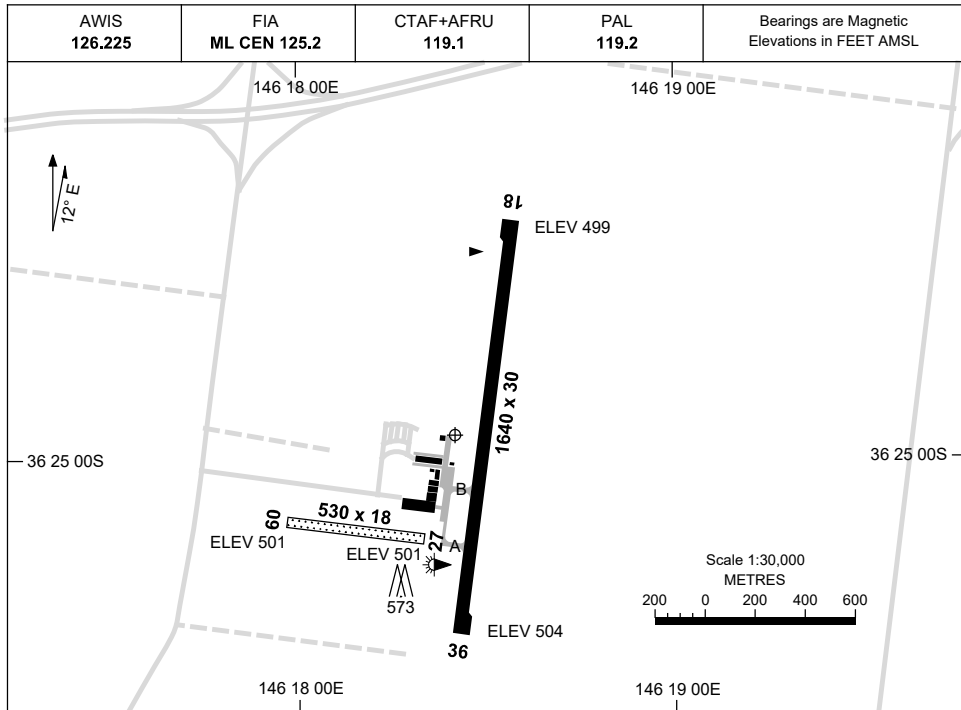 AWIS
126.225
FIA
ML CEN 125.2
CTAF+AFRU
119.1
PAL
119.2
Bearings are Magnetic
Elevations in FEET AMSL
146 18 00E
146 19 00E
12° E
18
ELEV 499
1640 x 30
36 25 00S
36 25 00S
B
530 x 18
09
27
A
ELEV 501
ELEV 501
573
Scale 1:30,000
METRES
200 0 200 400 600
ELEV 504
36
146 18 00E
146 19 00E